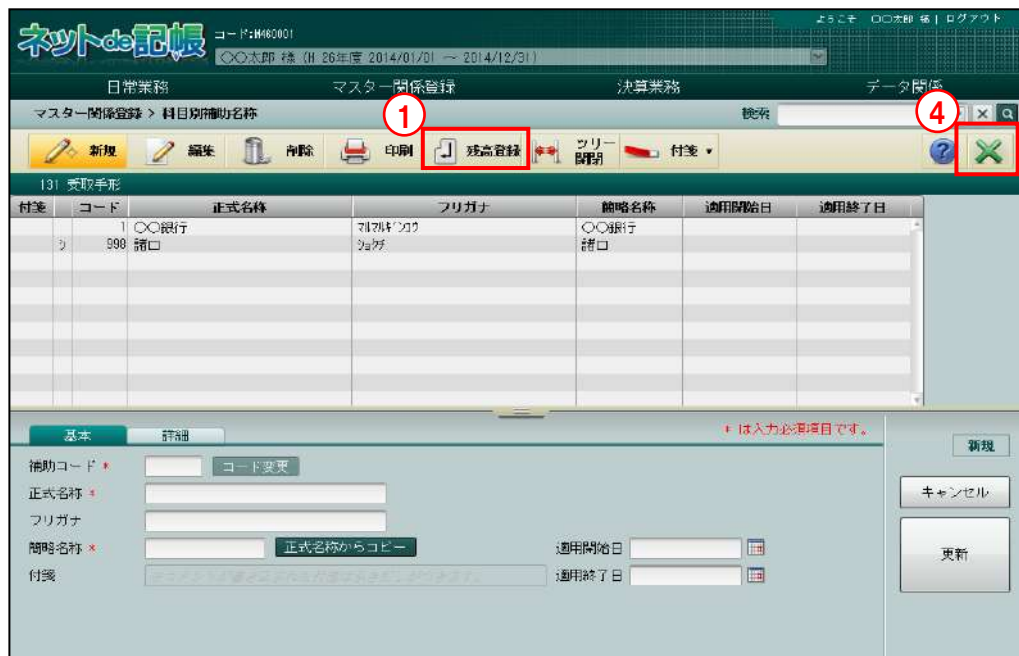 ようこそ 〇〇太郎 様 | ログアウト
ネットde記帳 コード:H460001
〇〇太郎 様 (H 26年度 2014/01/01 ～ 2014/12/31)
日常業務 マスター関係登録 決算業務 データ関係
マスター関係登録 > 科目別補助名称 検索
1 4
新規 編集 削除 印刷 残高登録 ツリー開閉 付箋
131 受取手形
付箋 コード 正式名称 フリガナ 簡略名称 適用開始日 適用終了日
1 〇〇銀行 ﾏﾙﾏﾙｷﾞﾝｺｳ 〇〇銀行
ｼ 998 諸口 ｼｮｸﾁ 諸口
基本 詳細 * は入力必須項目です。
新規
補助コード * コード変更
正式名称 * キャンセル
フリガナ
簡略名称 * 正式名称からコピー 適用開始日 更新
付箋 適用終了日